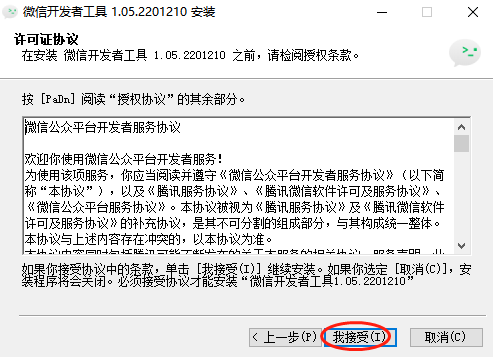 微信开发者工具 1.05.2201210 安装
许可证协议
在安装 微信开发者工具 1.05.2201210 之前，请检阅授权条款。
按 [PgDn] 阅读“授权协议”的其余部分。
微信公众平台开发者服务协议
欢迎你使用微信公众平台开发者服务！
为使用该项服务，你应当阅读并遵守《微信公众平台开发者服务协议》（以下简
称“本协议”），以及《腾讯服务协议》、《腾讯微信软件许可及服务协议》、
《微信公众平台服务协议》。本协议被视为《腾讯服务协议》及《腾讯微信软件
许可及服务协议》的补充协议，是其不可分割的组成部分，与其构成统一整体。
本协议与上述内容存在冲突的，以本协议为准。
如果你接受协议中的条款，单击 [我接受(I)] 继续安装。如果你选定 [取消(C)]，安
装程序将会关闭。必须接受协议才能安装“微信开发者工具1.05.2201210”
< 上一步(P)
我接受(I)
取消(C)